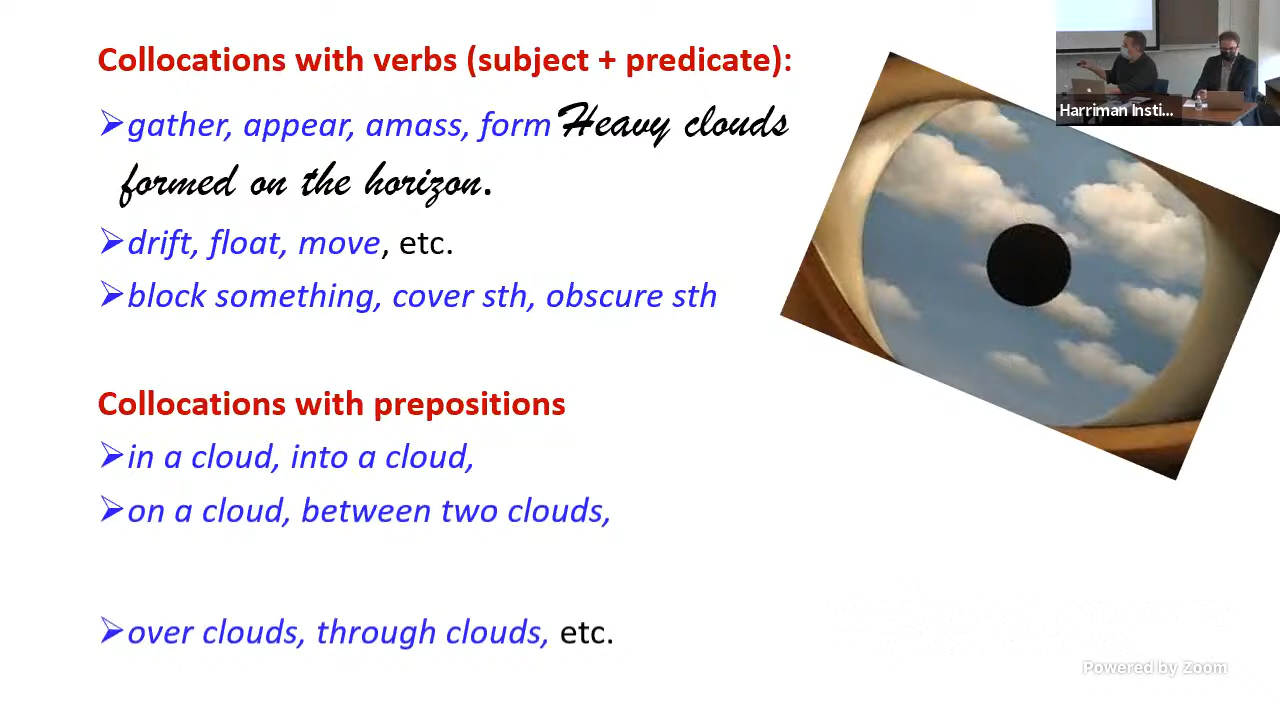 Collocations with verbs (subject + predicate):
➢gather, appear, amass, form Heavy clouds
formed on the horizon.
➢drift, float, move, etc.
➢block something, cover sth, obscure sth
Collocations with prepositions
➢in a cloud, into a cloud,
➢on a cloud, between two clouds,
➢over clouds, through clouds, etc.
Harriman Insti...
Powered by Zoom